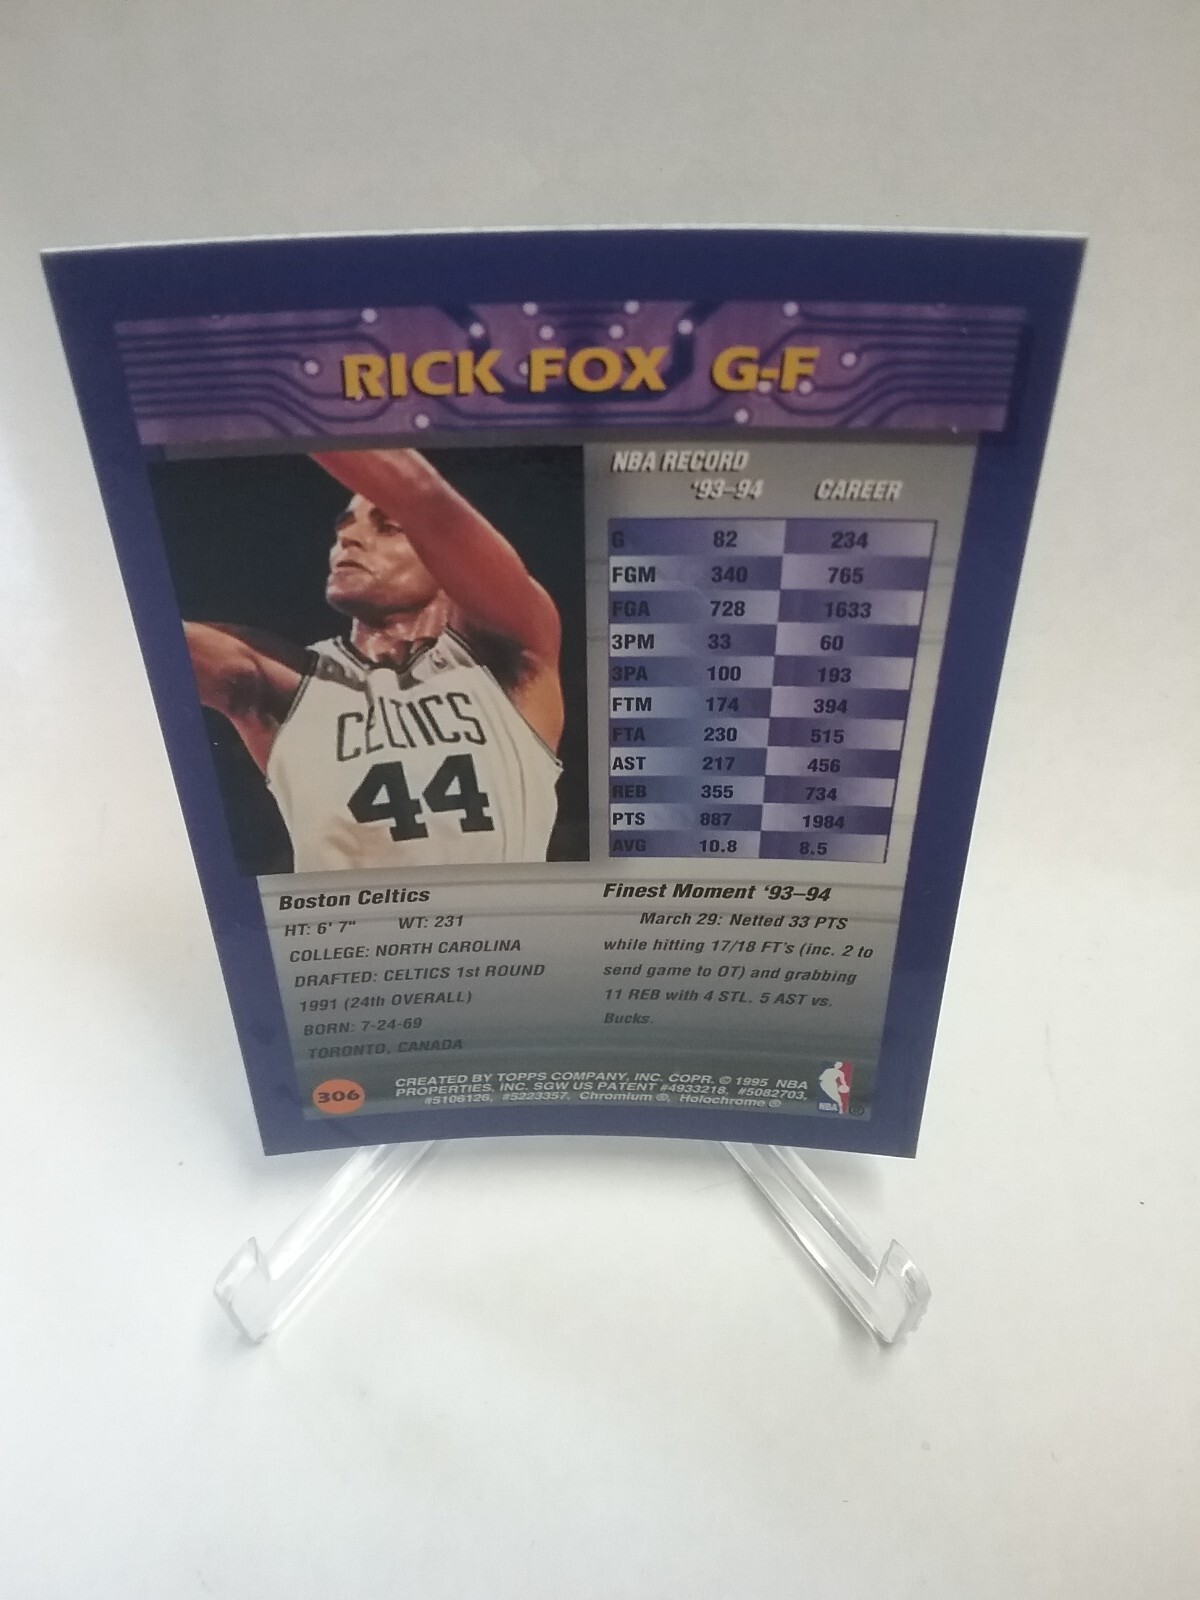 RICK FOX G-F
CELTICS
44
NBA RECORD
'93-94 CAREER
G 82 234
FGM 340 765
FGA 728 1633
3PM 33 60
3PA 100 193
FTM 174 394
FTA 230 515
AST 217 456
REB 355 734
PTS 887 1984
AVG 10.8 8.5
Boston Celtics
HT: 6' 7" WT: 231
COLLEGE: NORTH CAROLINA
DRAFTED: CELTICS 1st ROUND
1991 (24th OVERALL)
BORN: 7-24-69
TORONTO, CANADA
Finest Moment '93-94
March 29: Netted 33 PTS
while hitting 17/18 FT's (inc. 2 to
send game to OT) and grabbing
11 REB with 4 STL, 5 AST vs.
Bucks.
306
CREATED BY TOPPS COMPANY, INC. COPR. © 1995 NBA
PROPERTIES, INC. SGW US PATENT #4933218, #5082703,
#5106126, #5223357, Chromium ®, Holochrome ®
NBA ®